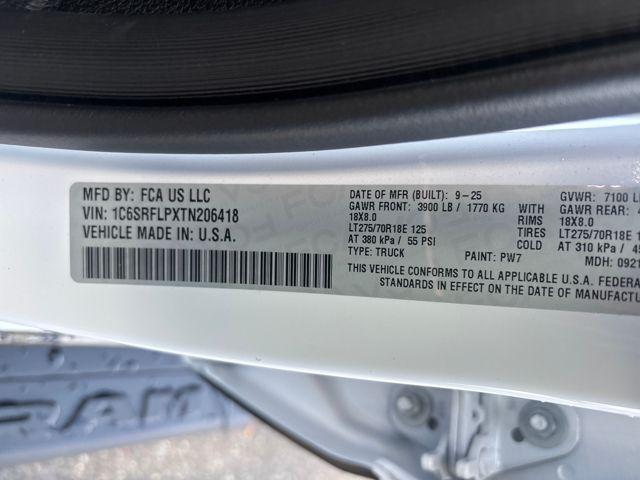 MFD BY: FCA US LLC
VIN: 1C6SRFLPXTN206418
VEHICLE MADE IN: U.S.A.
DATE OF MFR (BUILT): 9-25 GVWR: 7100
GAWR FRONT: 3900 LB / 1770 KG WITH GAWR REAR:
18X8.0 RIMS 18X8.0
LT275/70R18E 125 TIRES LT275/70R18E
AT 380 kPa / 55 PSI COLD AT 310 kPa /
TYPE: TRUCK PAINT: PW7 MDH: 0921
THIS VEHICLE CONFORMS TO ALL APPLICABLE U.S.A. FEDERA
STANDARDS IN EFFECT ON THE DATE OF MANUFACTU
RAM